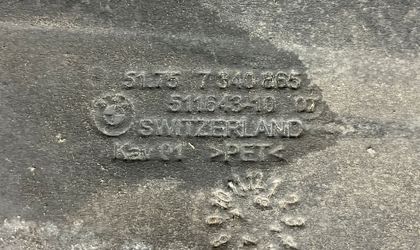 51.75 7 340 865
511643-10 07
SWITZERLAND
Kav 01 >PET<